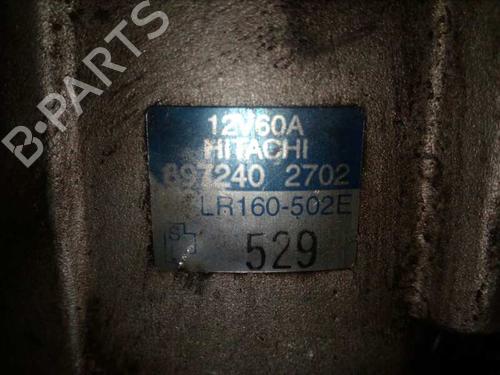 B-PARTS
12V60A
HITACHI
897240 2702
LR160-502E
529